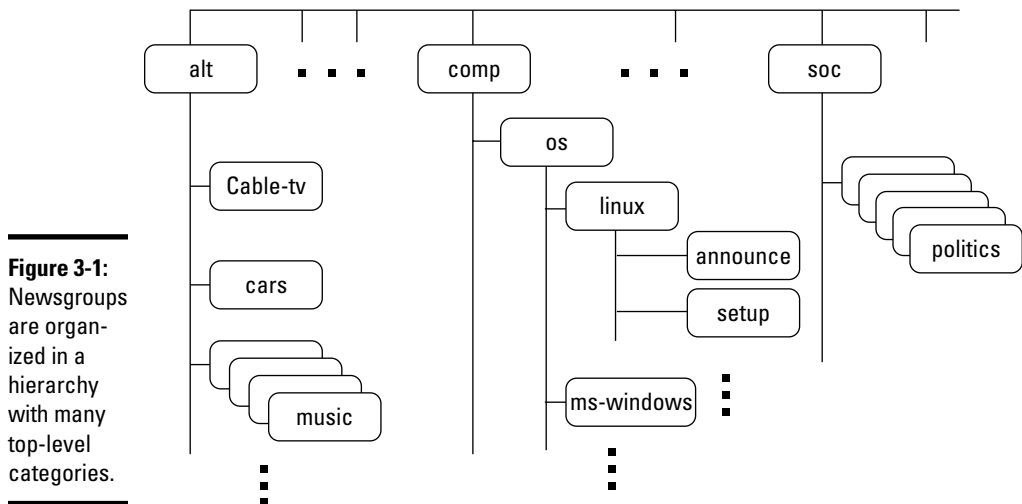 alt
comp
soc
os
Cable-tv
linux
announce
politics
cars
setup
music
ms-windows
Figure 3-1:
Newsgroups
are organ-
ized in a
hierarchy
with many
top-level
categories.